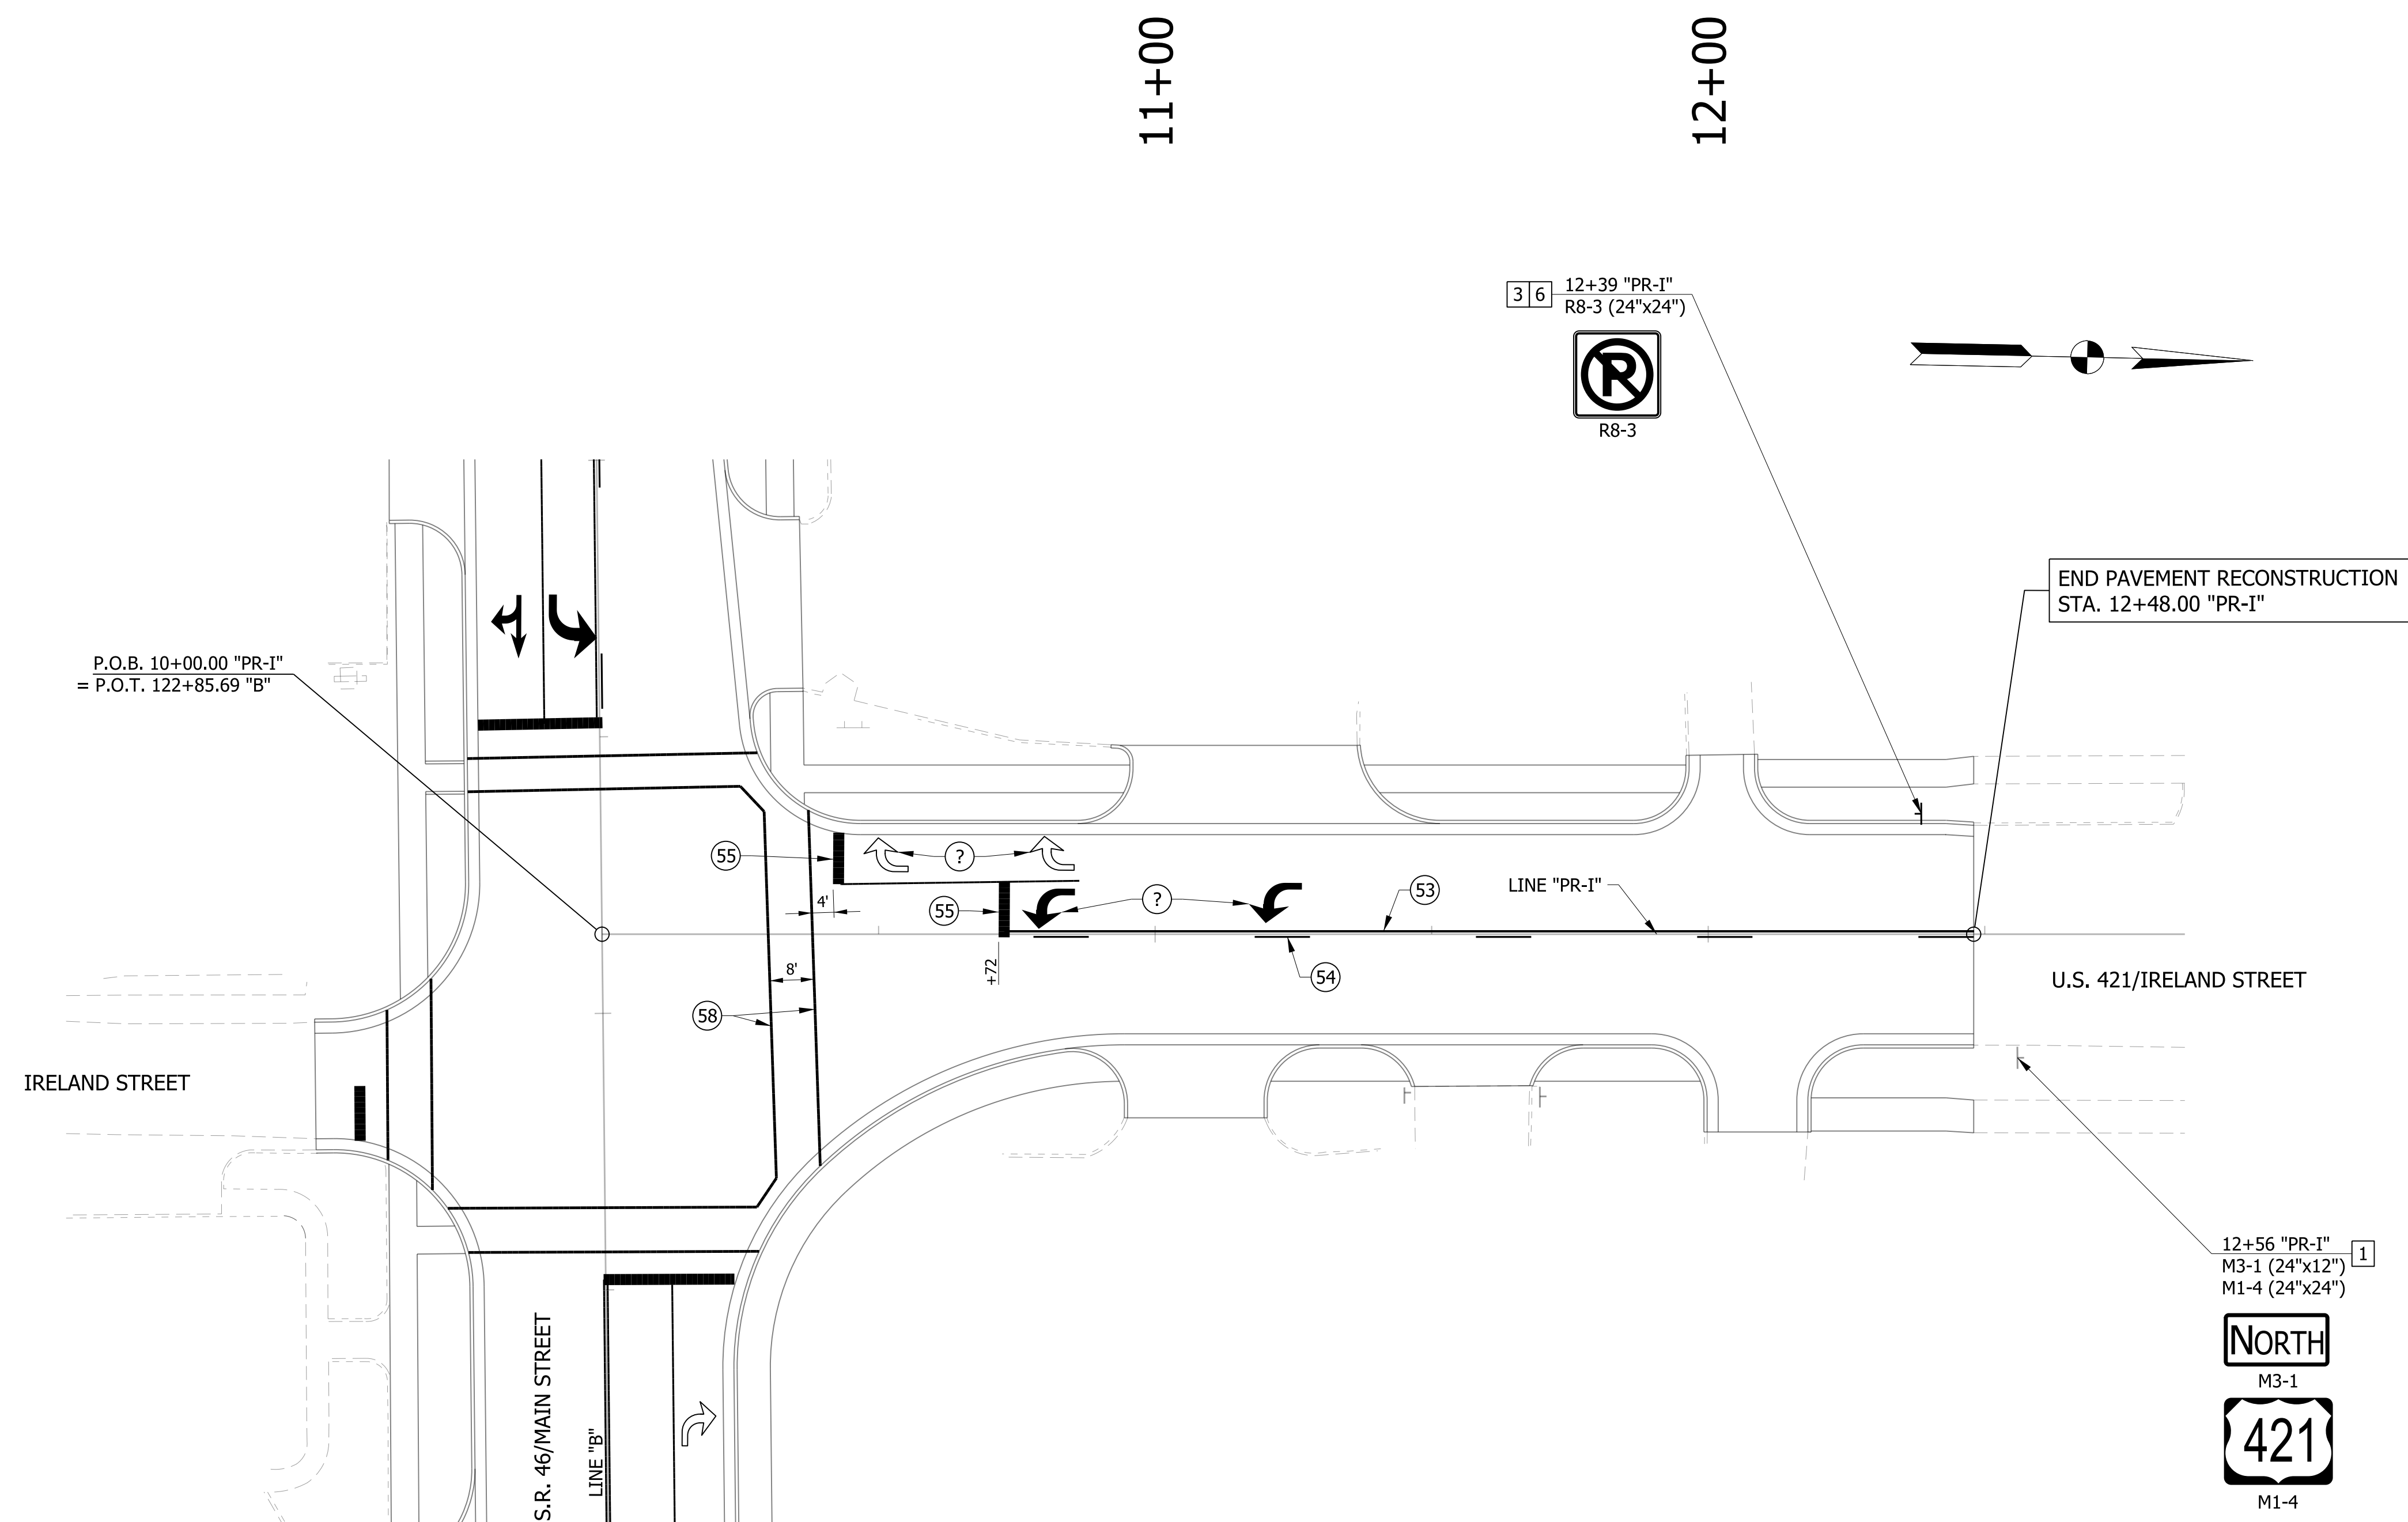 11+00
12+00
3 6
12+39 "PR-I"
R8-3 (24"x24")
R8-3
END PAVEMENT RECONSTRUCTION
STA. 12+48.00 "PR-I"
P.O.B. 10+00.00 "PR-I"
= P.O.T. 122+85.69 "B"
55
?
4'
55
?
53
LINE "PR-I"
8'
+72
54
58
U.S. 421/IRELAND STREET
IRELAND STREET
S.R. 46/MAIN STREET
LINE "B"
12+56 "PR-I"
1
M3-1 (24"x12")
M1-4 (24"x24")
NORTH
M3-1
421
M1-4